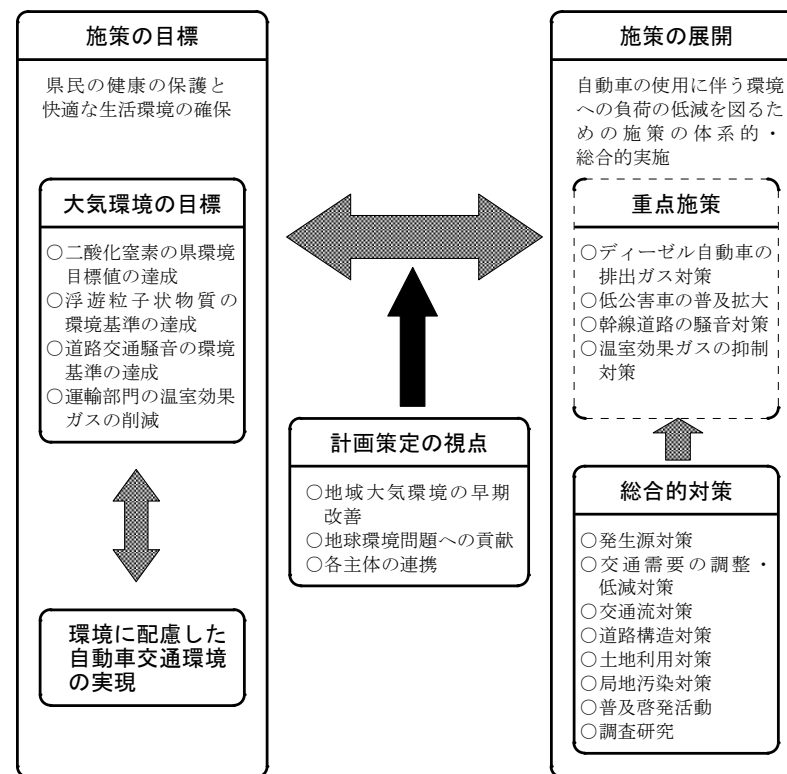 施策の目標
県民の健康の保護と
快適な生活環境の確保
大気環境の目標
○二酸化窒素の県環境
目標値の達成
○浮遊粒子状物質の
環境基準の達成
○道路交通騒音の環境
基準の達成
○運輸部門の温室効果
ガスの削減
環境に配慮した
自動車交通環境
の実現
計画策定の視点
○地域大気環境の早期
改善
○地球環境問題への貢献
○各主体の連携
施策の展開
自動車の使用に伴う環境
への負荷の低減を図るた
めの施策の体系的・
総合的実施
重点施策
○ディーゼル自動車の
排出ガス対策
○低公害車の普及拡大
○幹線道路の騒音対策
○温室効果ガスの抑制
対策
総合的対策
○発生源対策
○交通需要の調整・
低減対策
○交通流対策
○道路構造対策
○土地利用対策
○局地汚染対策
○普及啓発活動
○調査研究